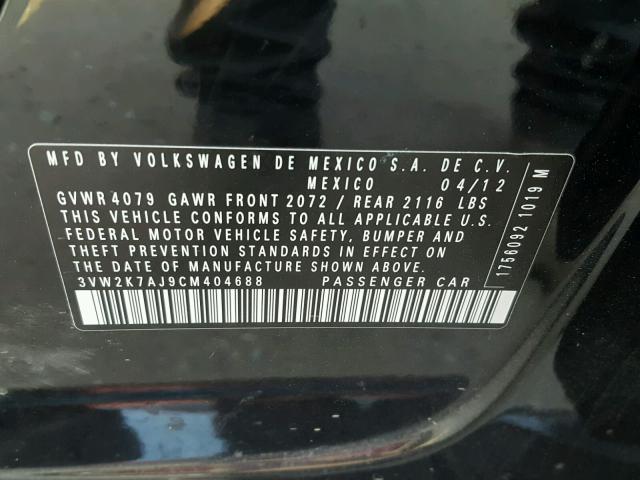 MFD BY VOLKSWAGEN DE MEXICO S.A. DE C.V.
MEXICO 04/12
GVWR 4079 GAWR FRONT 2072 / REAR 2116 LBS
THIS VEHICLE CONFORMS TO ALL APPLICABLE U.S.
FEDERAL MOTOR VEHICLE SAFETY, BUMPER AND
THEFT PREVENTION STANDARDS IN EFFECT ON
THE DATE OF MANUFACTURE SHOWN ABOVE.
3VW2K7AJ9CM404688 PASSENGER CAR
1756092 1019 M